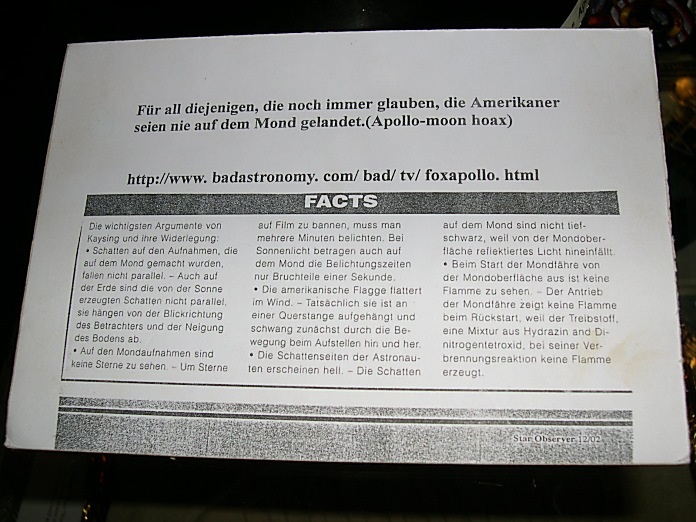 Für all diejenigen, die noch immer glauben, die Amerikaner
seien nie auf dem Mond gelandet.(Apollo-moon hoax)
http://www. badastronomy. com/ bad/ tv/ foxapollo. html
FACTS
Die wichtigsten Argumente von
Kaysing und ihre Widerlegung:
• Schatten auf den Aufnahmen, die
auf dem Mond gemacht wurden,
fallen nicht parallel. – Auch auf
der Erde sind die von der Sonne
erzeugten Schatten nicht parallel,
sie hängen von der Blickrichtung
des Betrachters und der Neigung
des Bodens ab.
• Auf den Mondaufnahmen sind
keine Sterne zu sehen. – Um Sterne
auf Film zu bannen, muss man
mehrere Minuten belichten. Bei
Sonnenlicht betragen auch auf
dem Mond die Belichtungszeiten
nur Bruchteile einer Sekunde.
• Die amerikanische Flagge flattert
im Wind. – Tatsächlich sie ist an
einer Querstange aufgehängt und
schwang zunächst durch die Be-
wegung beim Aufstellen hin und her.
• Die Schattenseiten der Astronau-
ten erscheinen hell. – Die Schatten
auf dem Mond sind nicht tief-
schwarz, weil von der Mondober-
fläche reflektiertes Licht hineinfällt.
• Beim Start der Mondfähre von
der Mondoberfläche aus ist keine
Flamme zu sehen. – Der Antrieb
der Mondfähre zeigt keine Flamme
beim Rückstart, weil der Treibstoff,
eine Mixtur aus Hydrazin and Di-
nitrogentetroxid, bei seiner Ver-
brennungsreaktion keine Flamme
erzeugt.
Star Observer 12/02